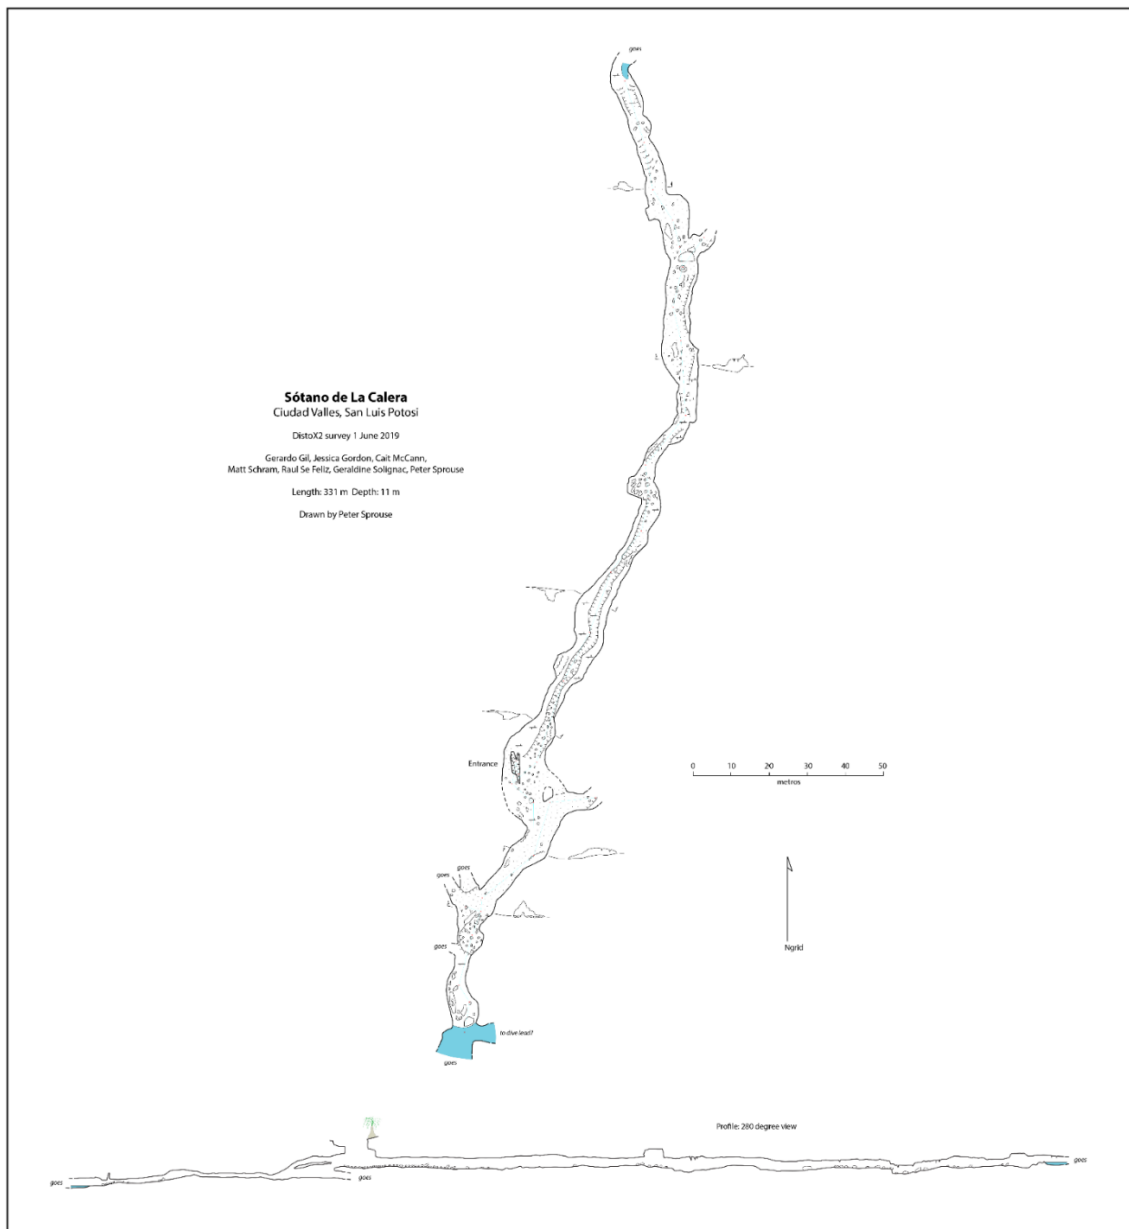 goes
Sótano de La Calera
Ciudad Valles, San Luis Potosi
DistoX2 survey 1 June 2019
Gerardo Gil, Jessica Gordon, Cait McCann,
Matt Schram, Raul Se Feliz, Geraldine Solignac, Peter Sprouse
Length: 331 m Depth: 11 m
Drawn by Peter Sprouse
Entrance
0 10 20 30 40 50
metros
goes
goes
goes
Ngrid
to dive lead?
goes
Profile: 280 degree view
goes
goes
goes